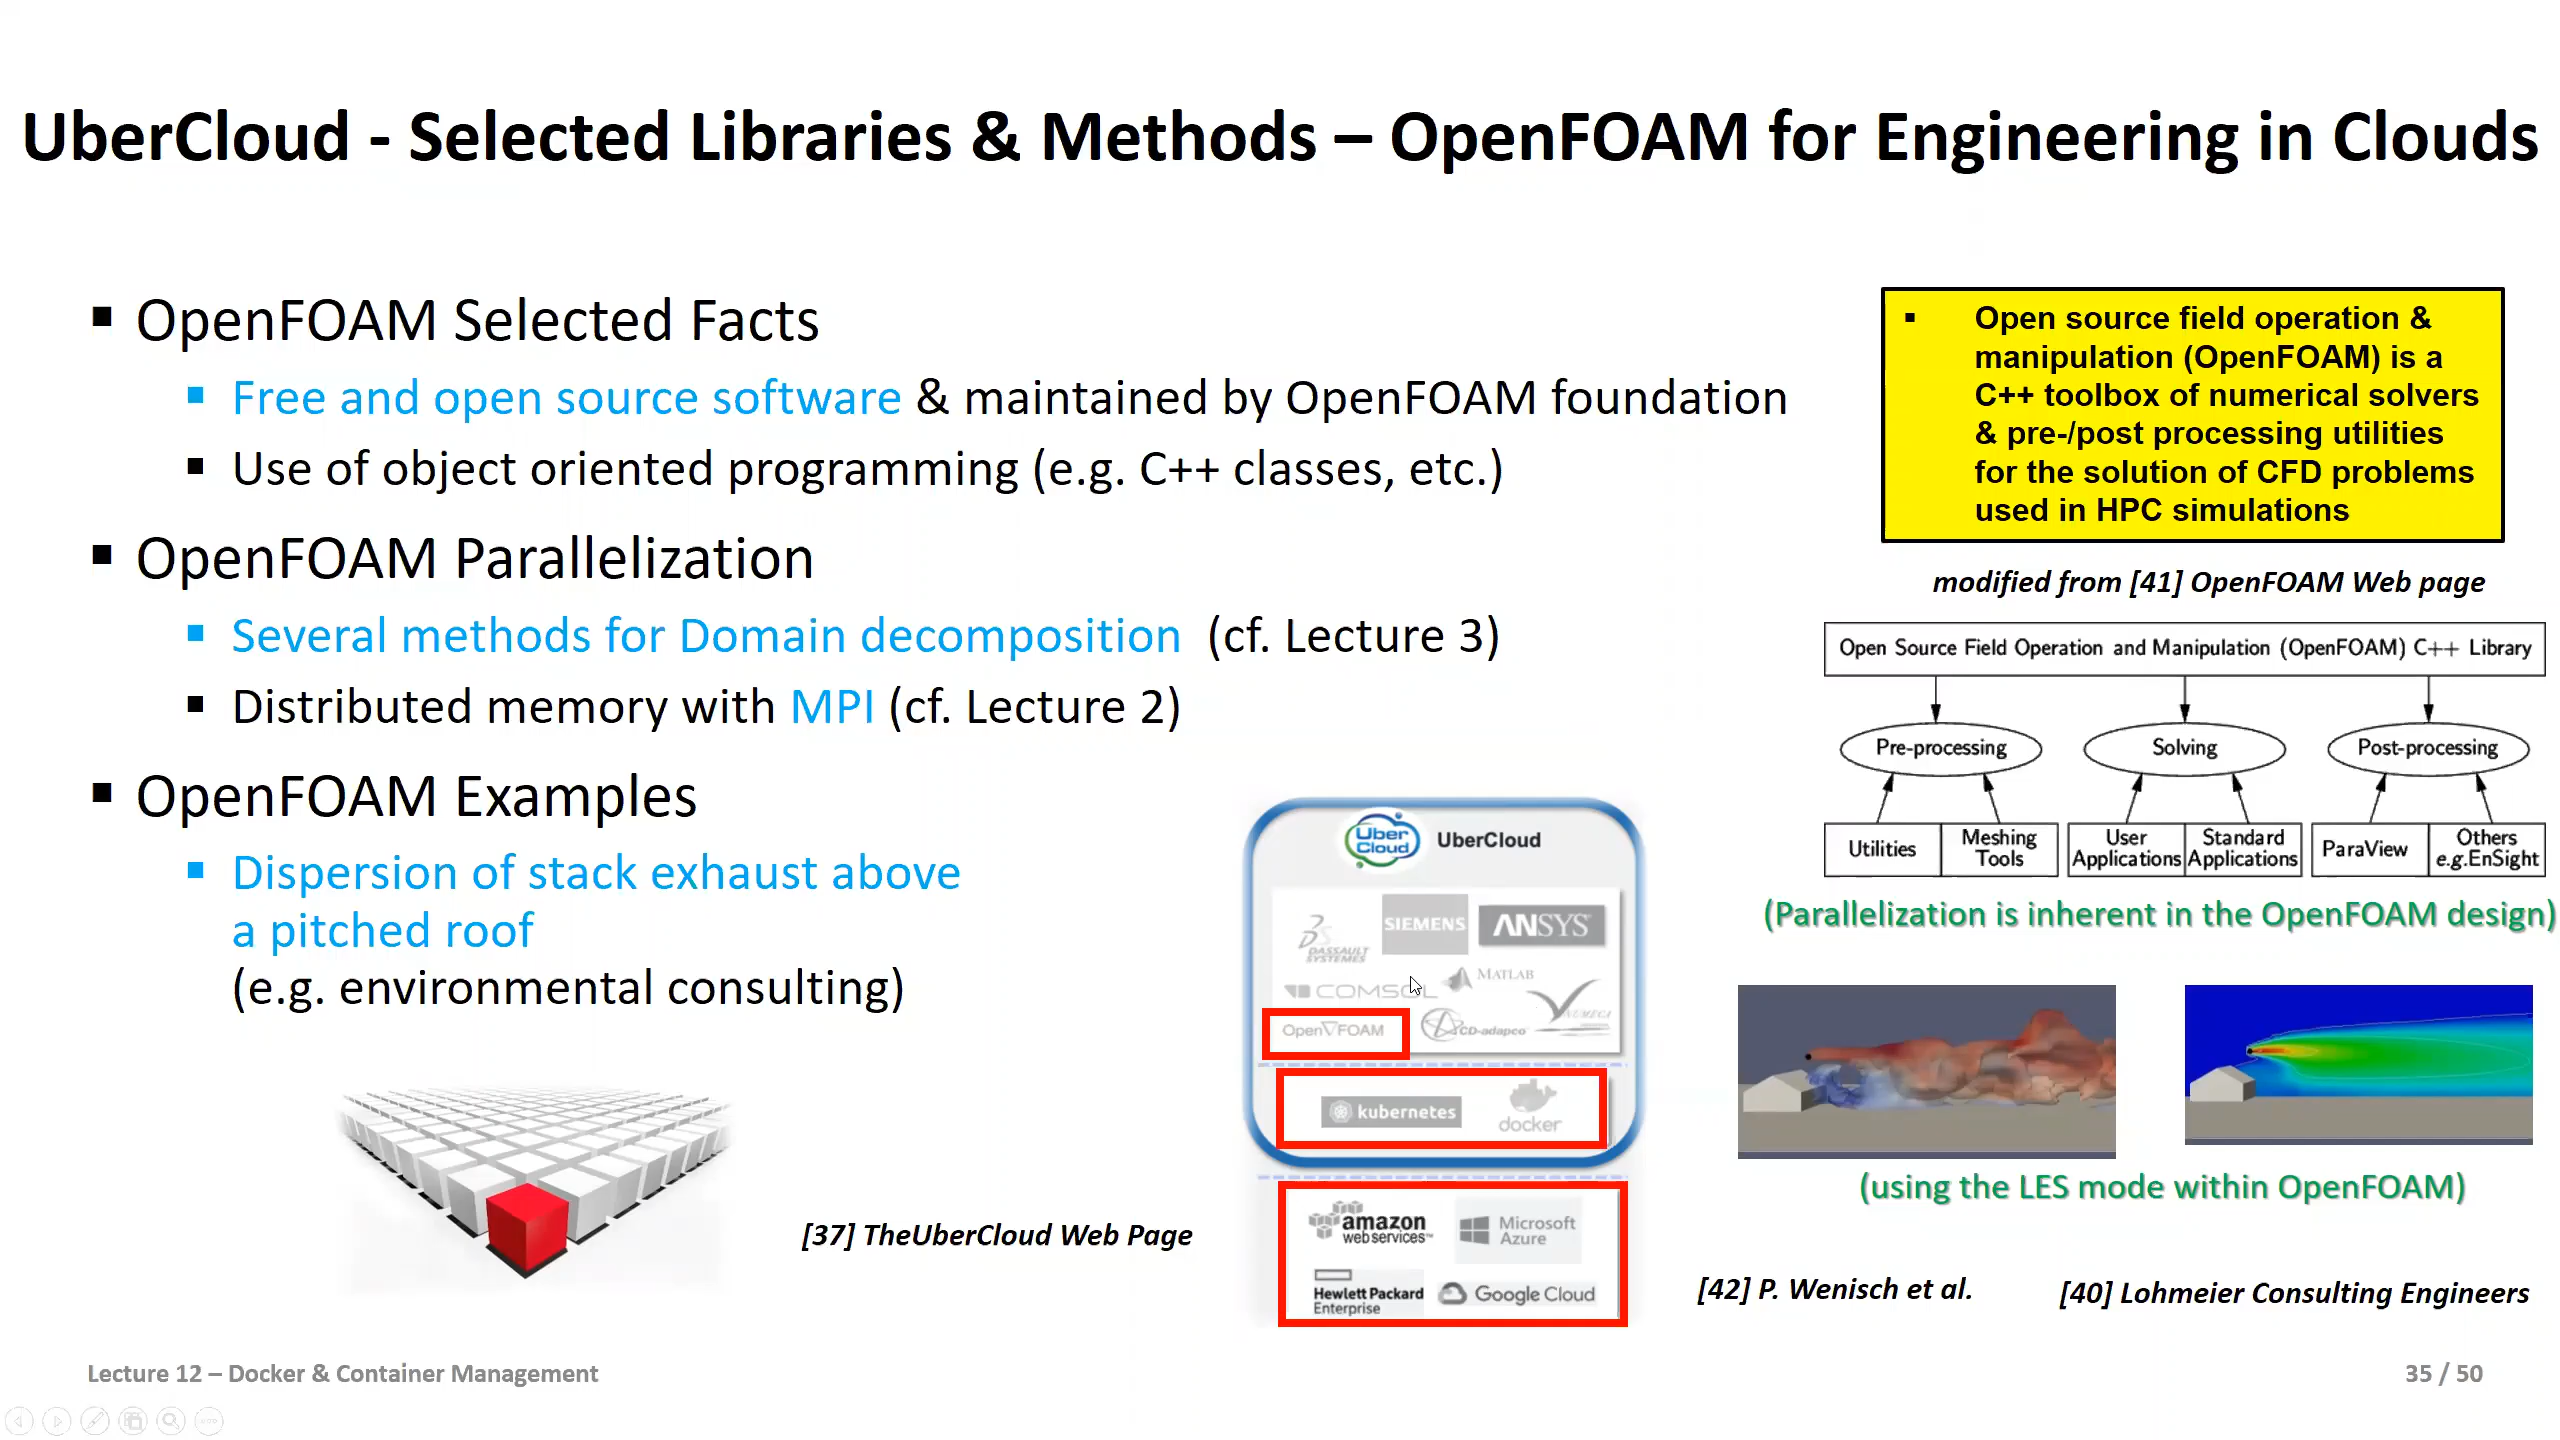 UberCloud - Selected Libraries & Methods – OpenFOAM for Engineering in Clouds
▪ OpenFOAM Selected Facts
▪ Free and open source software & maintained by OpenFOAM foundation
▪ Use of object oriented programming (e.g. C++ classes, etc.)
▪ OpenFOAM Parallelization
▪ Several methods for Domain decomposition (cf. Lecture 3)
▪ Distributed memory with MPI (cf. Lecture 2)
▪ OpenFOAM Examples
▪ Dispersion of stack exhaust above
a pitched roof
(e.g. environmental consulting)
[37] TheUberCloud Web Page
Uber
Cloud
UberCloud
DASSAULT
SYSTEMES
SIEMENS
ANSYS
COMSOL
MATLAB
OpenFOAM
CD-adapco
NUMECA
kubernetes
docker
amazon
web services™
Microsoft
Azure
Hewlett Packard
Enterprise
Google Cloud
▪ Open source field operation &
manipulation (OpenFOAM) is a
C++ toolbox of numerical solvers
& pre-/post processing utilities
for the solution of CFD problems
used in HPC simulations
modified from [41] OpenFOAM Web page
Open Source Field Operation and Manipulation (OpenFOAM) C++ Library
Pre-processing
Solving
Post-processing
Utilities
Meshing
Tools
User
Applications
Standard
Applications
ParaView
Others
e.g.EnSight
(Parallelization is inherent in the OpenFOAM design)
(using the LES mode within OpenFOAM)
[42] P. Wenisch et al.
[40] Lohmeier Consulting Engineers
Lecture 12 – Docker & Container Management
35 / 50